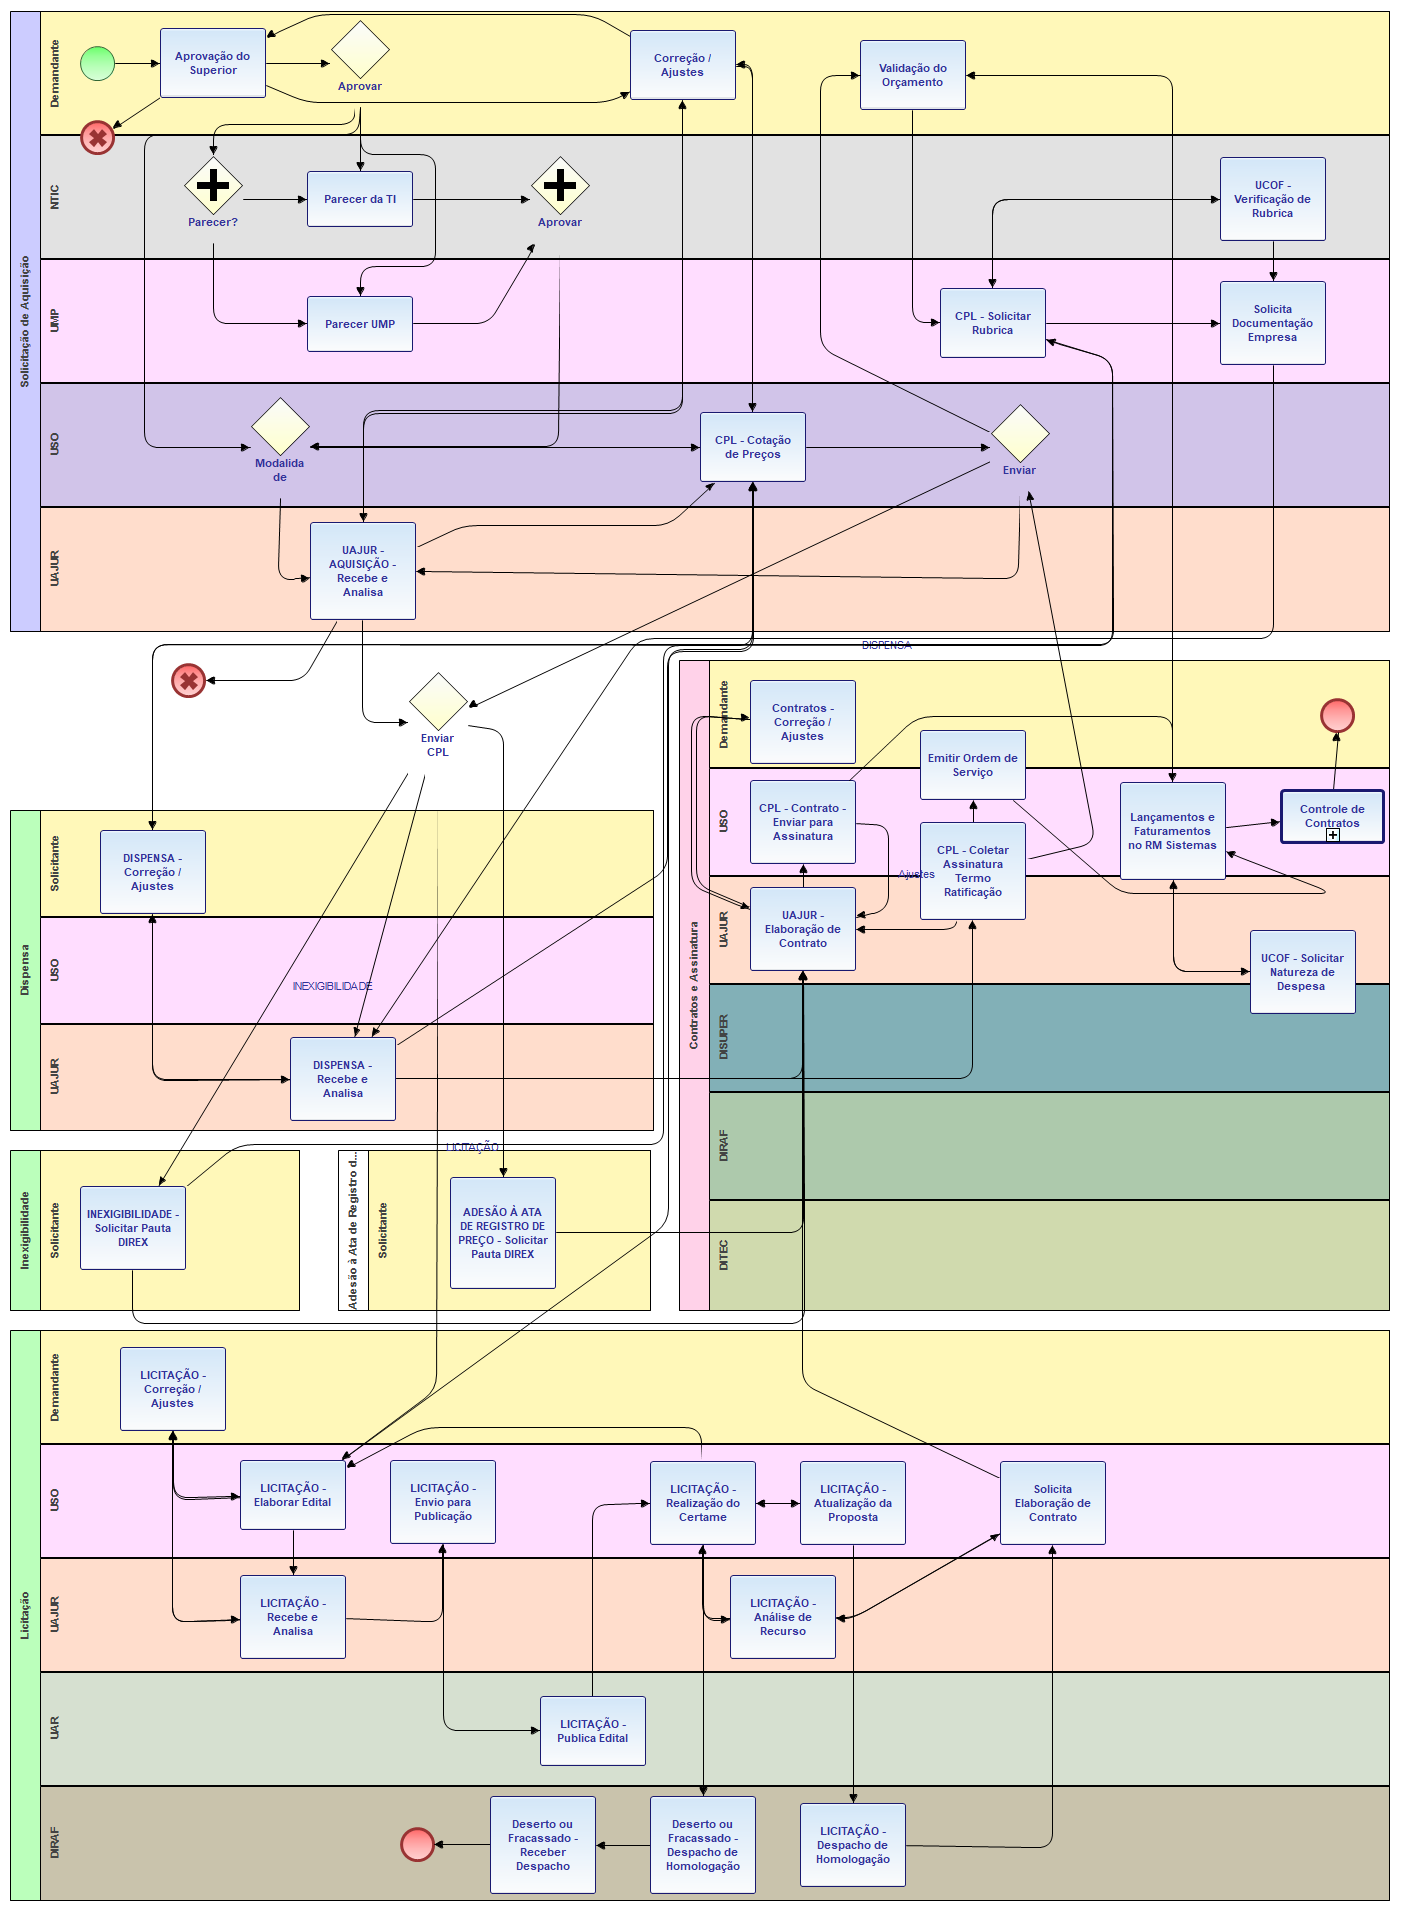 Solicitação de Aquisição
Demandante
Aprovação do
Superior
Aprovar
Correção /
Ajustes
Validação do
Orçamento
NTIC
Parecer?
Parecer da TI
Aprovar
UCOF -
Verificação de
Rubrica
UMP
Parecer UMP
CPL - Solicitar
Rubrica
Solicita
Documentação
Empresa
USO
Modalida
de
CPL - Cotação
de Preços
Enviar
UAJUR
UAJUR -
AQUISIÇÃO -
Recebe e
Analisa
DISPENSA
Enviar
CPL
Contratos e Assinatura
Demandante
Contratos -
Correção /
Ajustes
Emitir Ordem de
Serviço
USO
CPL - Contrato -
Enviar para
Assinatura
CPL - Coletar
Assinatura
Termo
Ratificação
Lançamentos e
Faturamentos
no RM Sistemas
Controle de
Contratos
Ajustes
UAJUR
UAJUR -
Elaboração de
Contrato
UCOF - Solicitar
Natureza de
Despesa
DISUPER
DIRAF
DITEC
Dispensa
Solicitante
DISPENSA -
Correção /
Ajustes
USO
INEXIGIBILIDADE
UAJUR
DISPENSA -
Recebe e
Analisa
LICITAÇÃO
Inexigibilidade
Solicitante
INEXIGIBILIDADE -
Solicitar Pauta
DIREX
Adesão à Ata de Registro d...
Solicitante
ADESÃO À ATA
DE REGISTRO DE
PREÇO - Solicitar
Pauta DIREX
Licitação
Demandante
LICITAÇÃO -
Correção /
Ajustes
USO
LICITAÇÃO -
Elaborar Edital
LICITAÇÃO -
Envio para
Publicação
LICITAÇÃO -
Realização do
Certame
LICITAÇÃO -
Atualização da
Proposta
Solicita
Elaboração de
Contrato
UAJUR
LICITAÇÃO -
Recebe e
Analisa
LICITAÇÃO -
Análise de
Recurso
UAR
LICITAÇÃO -
Publica Edital
DIRAF
Deserto ou
Fracassado -
Receber
Despacho
Deserto ou
Fracassado -
Despacho de
Homologação
LICITAÇÃO -
Despacho de
Homologação